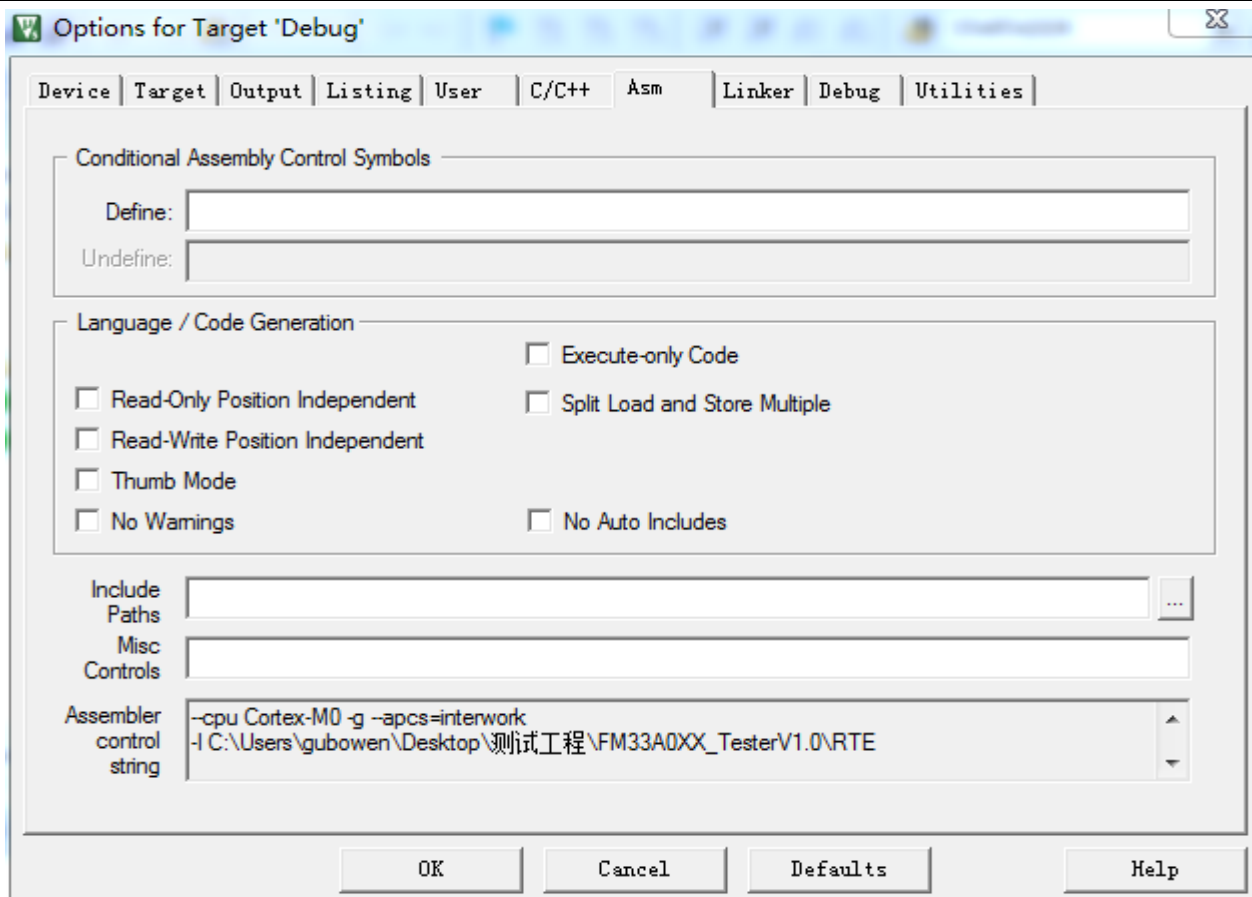 Options for Target 'Debug'
Device Target Output Listing User C/C++ Asm Linker Debug Utilities
Conditional Assembly Control Symbols
Define:
Undefine:
Language / Code Generation
Execute-only Code
Read-Only Position Independent
Split Load and Store Multiple
Read-Write Position Independent
Thumb Mode
No Warnings
No Auto Includes
Include
Paths
...
Misc
Controls
Assembler
control
string
--cpu Cortex-M0 -g --apcs=interwork
-I C:\Users\gubowen\Desktop\测试工程\FM33A0XX_TesterV1.0\RTE
OK Cancel Defaults Help